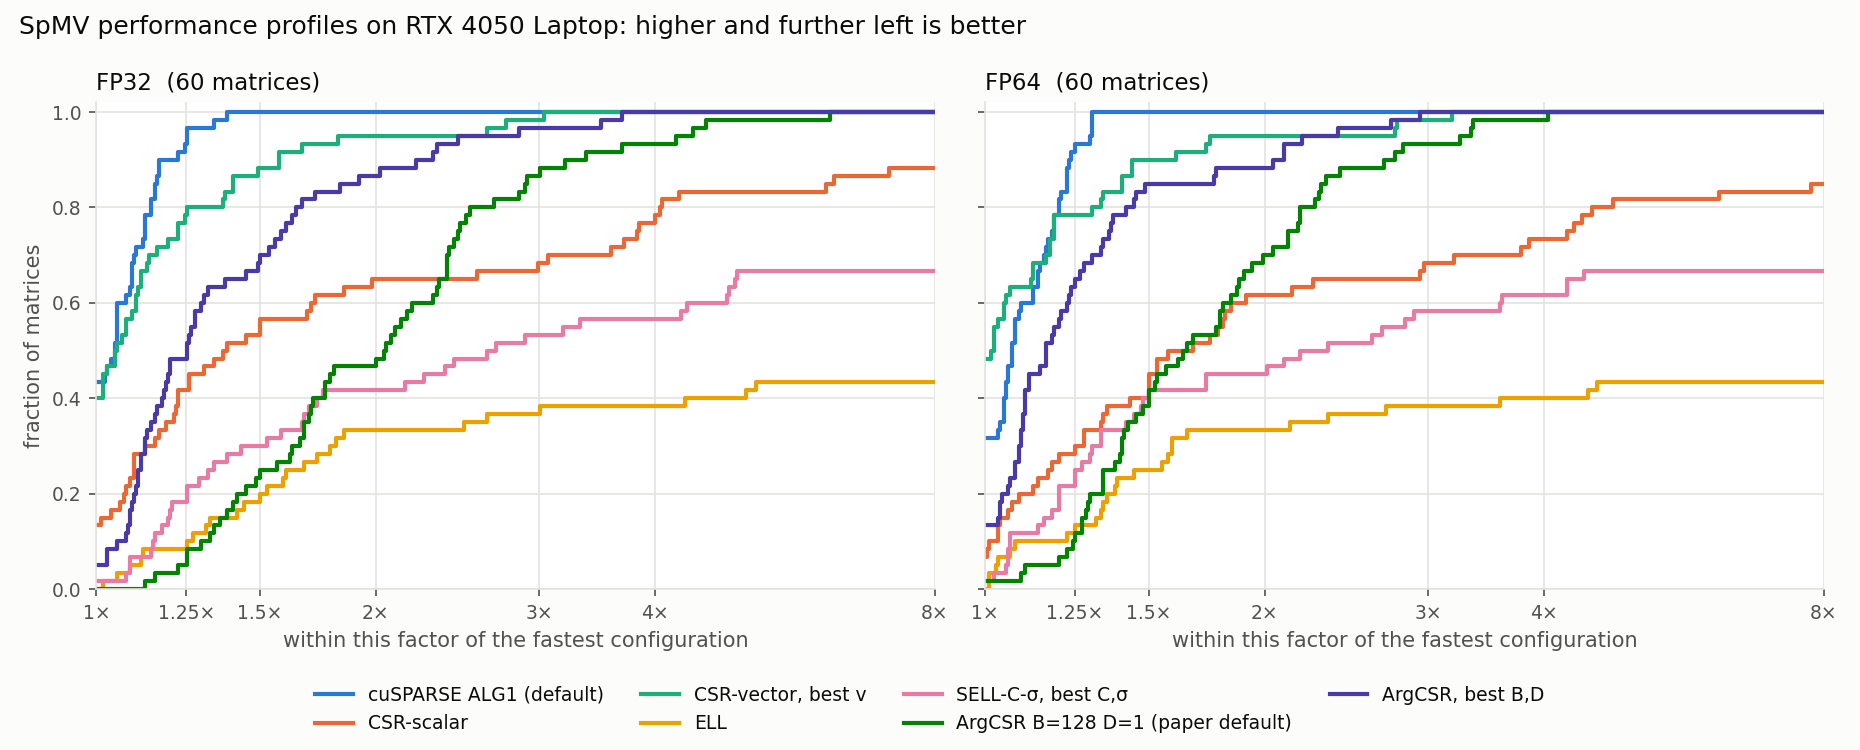 SpMV performance profiles on RTX 4050 Laptop: higher and further left is better
FP32 (60 matrices)
1.0
0.8
0.6
0.4
0.2
0.0
fraction of matrices
1× 1.25× 1.5× 2× 3× 4× 8×
within this factor of the fastest configuration
FP64 (60 matrices)
1× 1.25× 1.5× 2× 3× 4× 8×
within this factor of the fastest configuration
cuSPARSE ALG1 (default)
CSR-scalar
CSR-vector, best v
ELL
SELL-C-σ, best C,σ
ArgCSR B=128 D=1 (paper default)
ArgCSR, best B,D